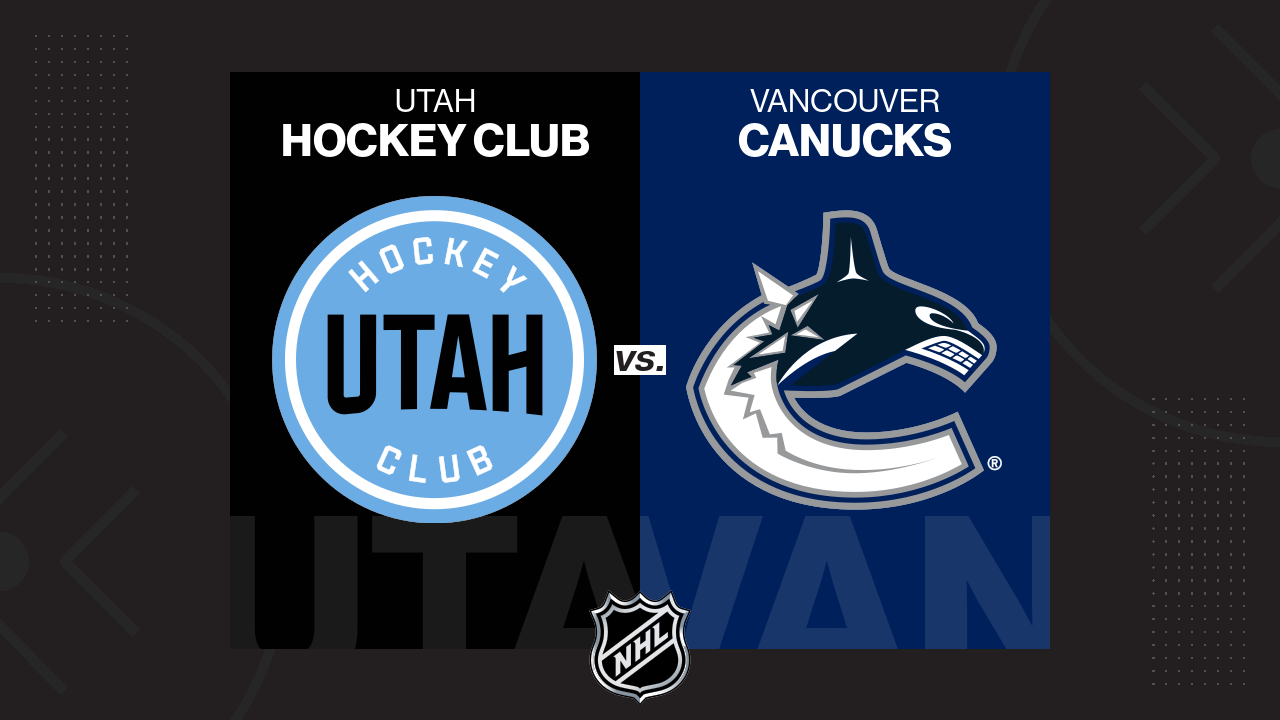 UTAH
HOCKEY CLUB
HOCKEY
UTAH
CLUB
vs.
VANCOUVER
CANUCKS
®
UTA
VAN
NHL